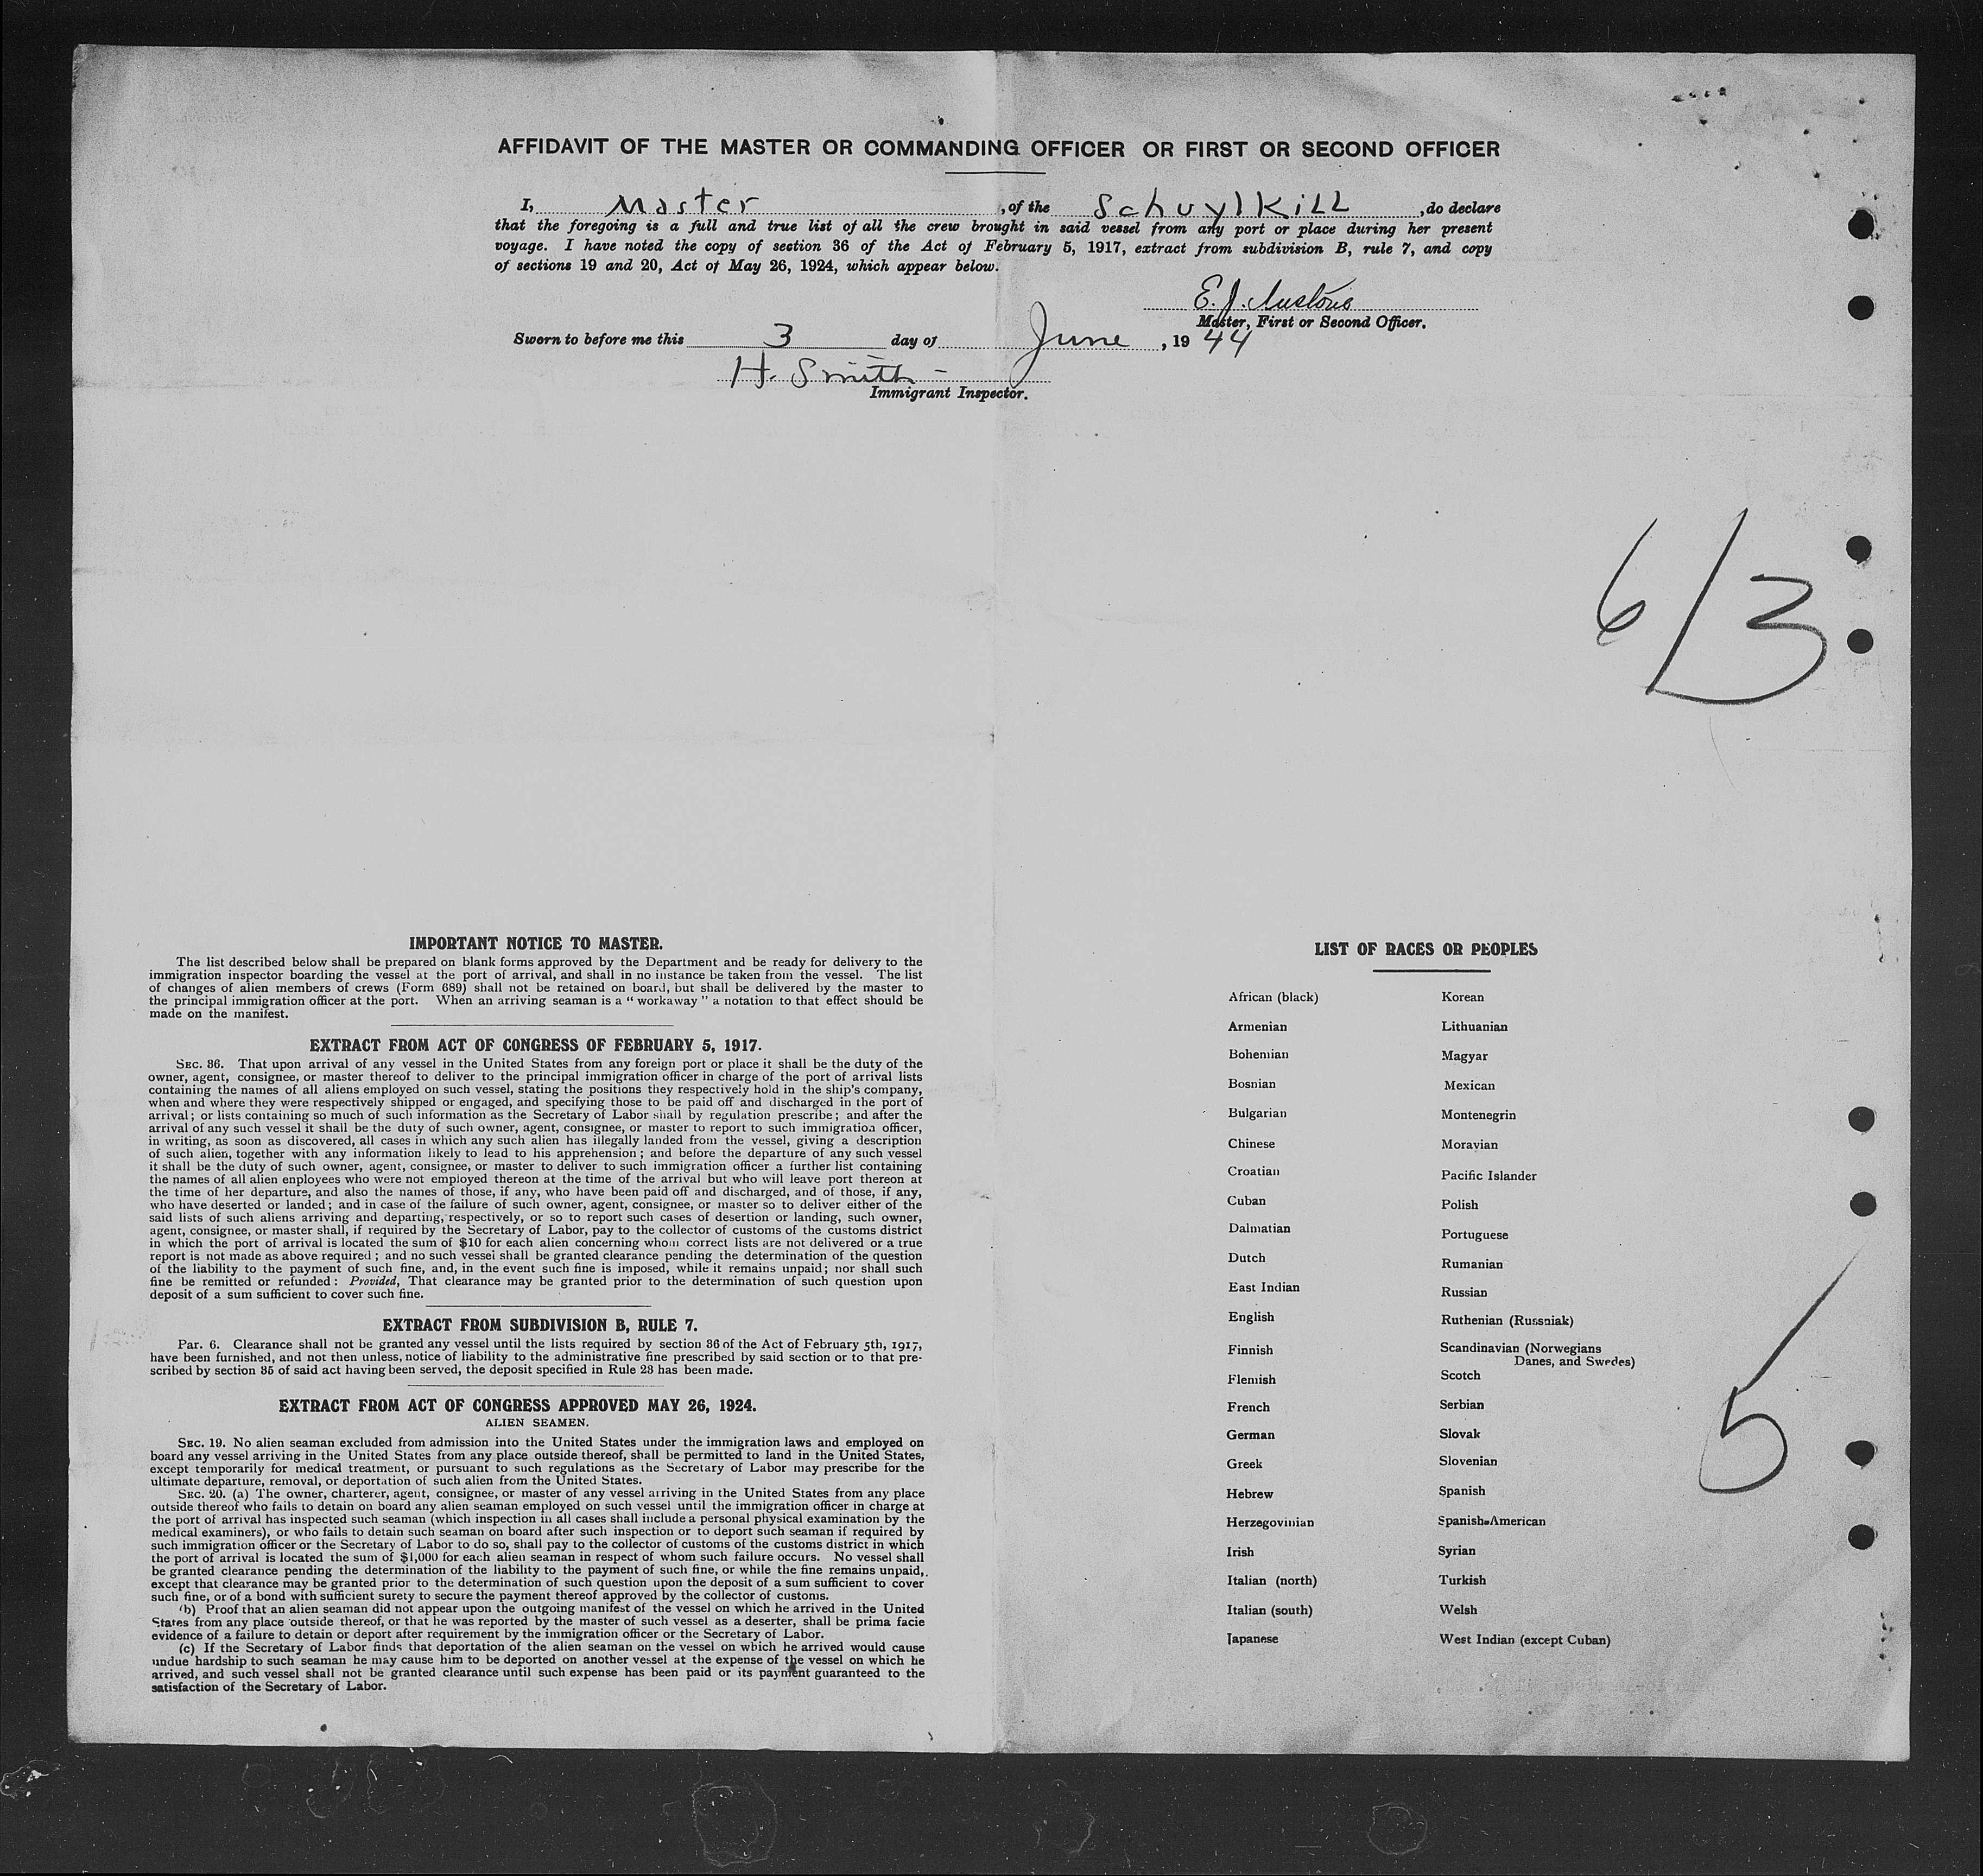 AFFIDAVIT OF THE MASTER OR COMMANDING OFFICER OR FIRST OR SECOND OFFICER
I, Master, of the Schuylkill, do declare
that the foregoing is a full and true list of all the crew brought in said vessel from any port or place during her present
voyage. I have noted the copy of section 36 of the Act of February 5, 1917, extract from subdivision B, rule 7, and copy
of sections 19 and 20, Act of May 26, 1924, which appear below.
E. J.
Master, First or Second Officer.
Sworn to before me this 3 day of June, 1944
H. Smith
Immigrant Inspector.
6/3
IMPORTANT NOTICE TO MASTER.
The list described below shall be prepared on blank forms approved by the Department and be ready for delivery to the
immigration inspector boarding the vessel at the port of arrival, and shall in no instance be taken from the vessel. The list
of changes of alien members of crews (Form 689) shall not be retained on board, but shall be delivered by the master to
the principal immigration officer at the port. When an arriving seaman is a "workaway" a notation to that effect should be
made on the manifest.
EXTRACT FROM ACT OF CONGRESS OF FEBRUARY 5, 1917.
SEC. 36. That upon arrival of any vessel in the United States from any foreign port or place it shall be the duty of the
owner, agent, consignee, or master thereof to deliver to the principal immigration officer in charge of the port of arrival lists
containing the names of all aliens employed on such vessel, stating the positions they respectively hold in the ship's company,
when and where they were respectively shipped or engaged, and specifying those to be paid off and discharged in the port of
arrival; or lists containing so much of such information as the Secretary of Labor shall by regulation prescribe; and after the
arrival of any such vessel it shall be the duty of such owner, agent, consignee, or master to report to such immigration officer,
in writing, as soon as discovered, all cases in which any such alien has illegally landed from the vessel, giving a description
of such alien, together with any information likely to lead to his apprehension; and before the departure of any such vessel
it shall be the duty of such owner, agent, consignee, or master to deliver to such immigration officer a further list containing
the names of all alien enployees who were not employed thereon at the time of the arrival but who will leave port thereon at
the time of her departure, and also the names of those, if any, who have been paid off and discharged, and of those, if any,
who have deserted or landed; and in case of the failure of such owner, agent, consignee, or master so to deliver either of the
said lists of such aliens arriving and departing, respectively, or so to report such cases of desertion or landing, such owner,
agent, consignee, or master shall, if required by the Secretary of Labor, pay to the collector of customs of the customs district
in which the port of arrival is located the sum of $10 for each alien concerning whom correct lists are not delivered or a true
report is not made as above required; and no such vessel shall be granted clearance pending the determination of the question
of the liability to the payment of such fine, and, in the event such fine is imposed, while it remains unpaid; nor shall such
fine be remitted or refunded: Provided, That clearance may be granted prior to the determination of such question upon
deposit of a sum sufficient to cover such fine.
EXTRACT FROM SUBDIVISION B, RULE 7.
Par. 6. Clearance shall not be granted any vessel until the lists required by section 36 of the Act of February 5th, 1917,
have been furnished, and not then unless, notice of liability to the administrative fine prescribed by said section or to that pre-
scribed by section 35 of said act having been served, the deposit specified in Rule 23 has been made.
EXTRACT FROM ACT OF CONGRESS APPROVED MAY 26, 1924.
ALIEN SEAMEN.
SEC. 19. No alien seaman excluded from admission into the United States under the immigration laws and employed on
board any vessel arriving in the United States from any place outside thereof, shall be permitted to land in the United States,
except temporarily for medical treatment, or pursuant to such regulations as the Secretary of Labor may prescribe for the
ultimate departure, removal, or deportation of such alien from the United States.
SEC. 20. (a) The owner, charterer, agent, consignee, or master of any vessel arriving in the United States from any place
outside thereof who fails to detain on board any alien seaman employed on such vessel until the immigration officer in charge at
the port of arrival has inspected such seaman (which inspection in all cases shall include a personal physical examination by the
medical examiners), or who fails to detain such seaman on board after such inspection or to deport such seaman if required by
such immigration officer or the Secretary of Labor to do so, shall pay to the collector of customs of the customs district in which
the port of arrival is located the sum of $1,000 for each alien seaman in respect of whom such failure occurs. No vessel shall
be granted clearance pending the determination of the liability to the payment of such fine, or while the fine remains unpaid,
except that clearance may be granted prior to the determination of such question upon the deposit of a sum sufficient to cover
such fine, or of a bond with sufficient surety to secure the payment thereof approved by the collector of customs.
(b) Proof that an alien seaman did not appear upon the outgoing manifest of the vessel on which he arrived in the United
States from any place outside thereof, or that he was reported by the master of such vessel as a deserter, shall be prima facie
evidence of a failure to detain or deport after requirement by the immigration officer or the Secretary of Labor.
(c) If the Secretary of Labor finds that deportation of the alien seaman on the vessel on which he arrived would cause
undue hardship to such seaman he may cause him to be deported on another vessel at the expense of the vessel on which he
arrived, and such vessel shall not be granted clearance until such expense has been paid or its payment guaranteed to the
satisfaction of the Secretary of Labor.
LIST OF RACES OR PEOPLES
African (black) Korean
Armenian Lithuanian
Bohemian Magyar
Bosnian Mexican
Bulgarian Montenegrin
Chinese Moravian
Croatian Pacific Islander
Cuban Polish
Dalmatian Portuguese
Dutch Rumanian
East Indian Russian
English Ruthenian (Russniak)
Finnish Scandinavian (Norwegians
Danes, and Swedes)
Flemish Scotch
French Serbian
German Slovak
Greek Slovenian
Hebrew Spanish
Herzegovinian Spanish-American
Irish Syrian
Italian (north) Turkish
Italian (south) Welsh
Japanese West Indian (except Cuban)
5